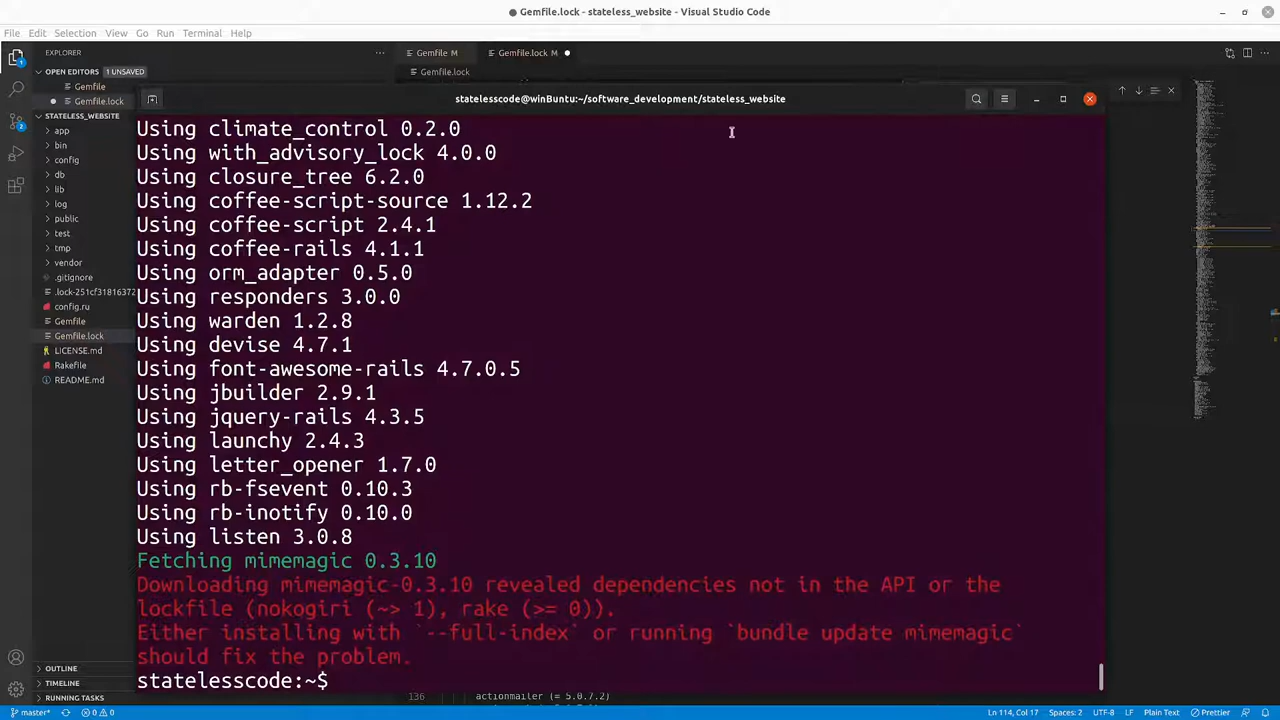 ● Gemfile.lock - stateless_website - Visual Studio Code
File Edit Selection View Go Run Terminal Help
EXPLORER
OPEN EDITORS 1 UNSAVED
Gemfile
Gemfile.lock
STATELESS_WEBSITE
app
bin
config
db
lib
log
public
test
tmp
vendor
.gitignore
.lock-251cf31816372
config.ru
Gemfile
Gemfile.lock
LICENSE.md
Rakefile
README.md
OUTLINE
TIMELINE
RUNNING TASKS
Gemfile M
Gemfile.lock M
Gemfile.lock
statelesscode@winBuntu:~/software_development/stateless_website
Using climate_control 0.2.0
Using with_advisory_lock 4.0.0
Using closure_tree 6.2.0
Using coffee-script-source 1.12.2
Using coffee-script 2.4.1
Using coffee-rails 4.1.1
Using orm_adapter 0.5.0
Using responders 3.0.0
Using warden 1.2.8
Using devise 4.7.1
Using font-awesome-rails 4.7.0.5
Using jbuilder 2.9.1
Using jquery-rails 4.3.5
Using launchy 2.4.3
Using letter_opener 1.7.0
Using rb-fsevent 0.10.3
Using rb-inotify 0.10.0
Using listen 3.0.8
Fetching mimemagic 0.3.10
Downloading mimemagic-0.3.10 revealed dependencies not in the API or the
lockfile (nokogiri (~> 1), rake (>= 0)).
Either installing with `--full-index` or running `bundle update mimemagic`
should fix the problem.
statelesscode:~$
136 actionmailer (= 5.0.7.2)
master* 0 0 Ln 114, Col 17 Spaces: 2 UTF-8 LF Plain Text Prettier